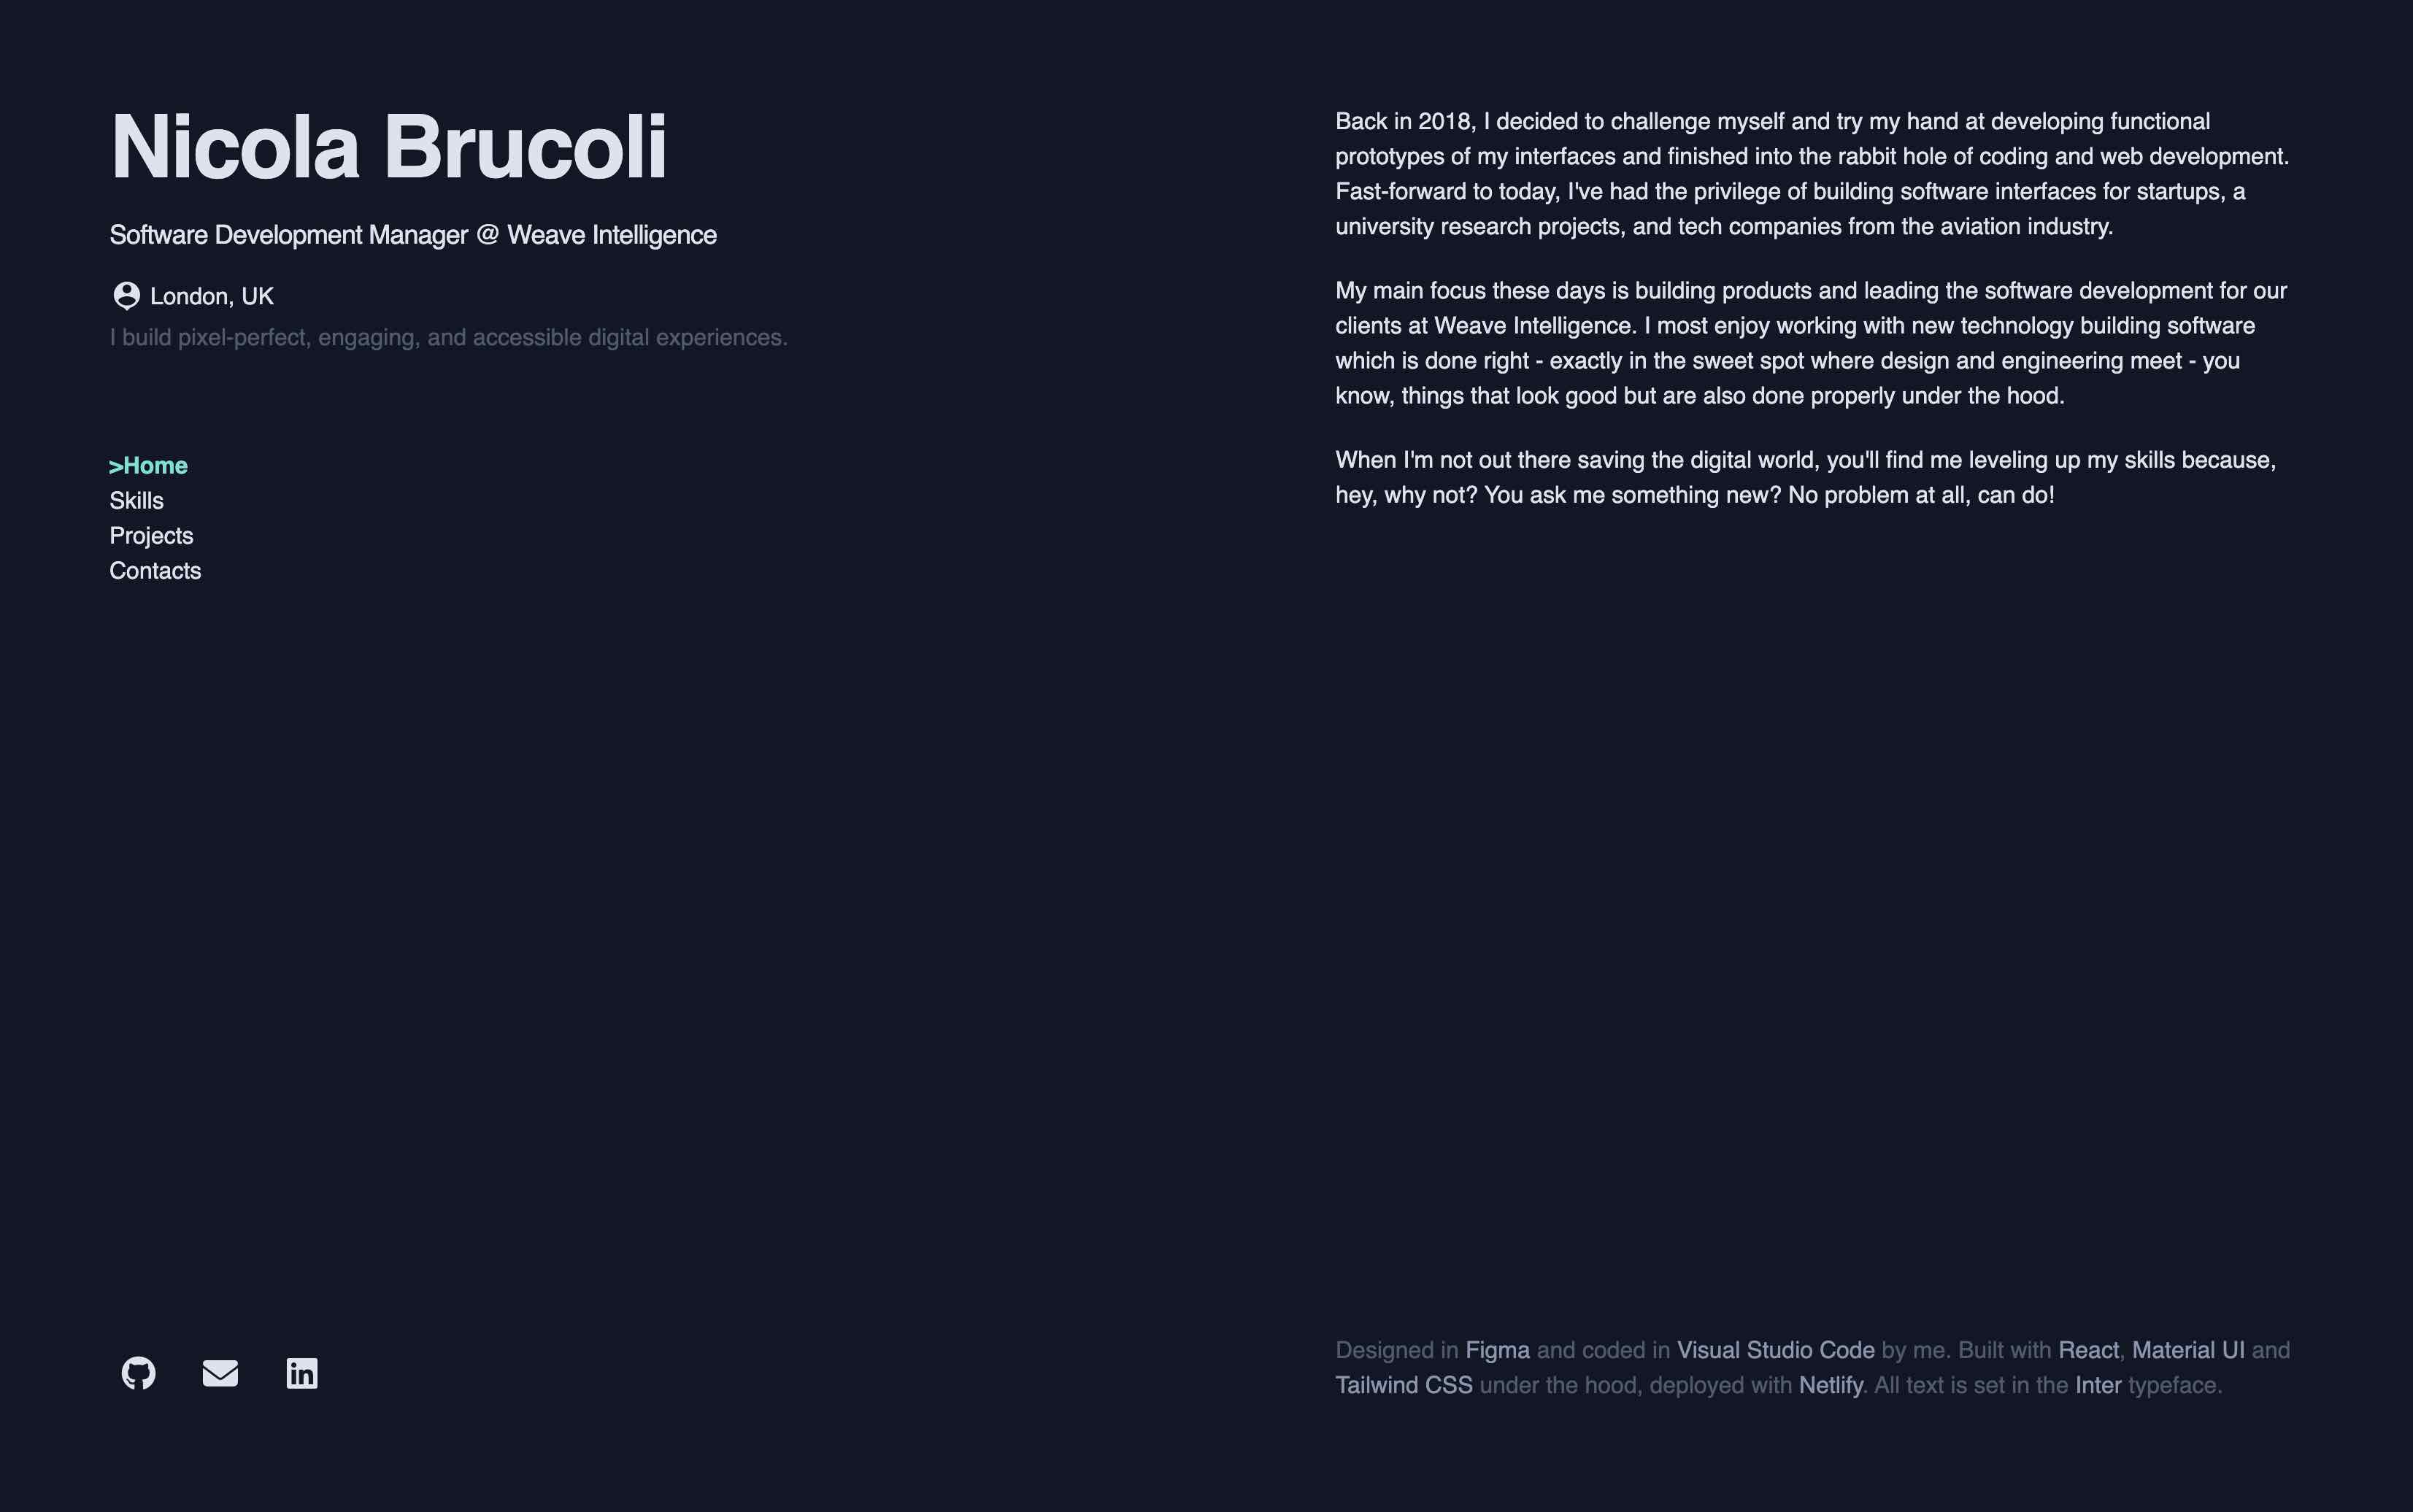 Nicola Brucoli
Software Development Manager @ Weave Intelligence
London, UK
I build pixel-perfect, engaging, and accessible digital experiences.
>Home
Skills
Projects
Contacts
Back in 2018, I decided to challenge myself and try my hand at developing functional
prototypes of my interfaces and finished into the rabbit hole of coding and web development.
Fast-forward to today, I've had the privilege of building software interfaces for startups, a
university research projects, and tech companies from the aviation industry.
My main focus these days is building products and leading the software development for our
clients at Weave Intelligence. I most enjoy working with new technology building software
which is done right - exactly in the sweet spot where design and engineering meet - you
know, things that look good but are also done properly under the hood.
When I'm not out there saving the digital world, you'll find me leveling up my skills because,
hey, why not? You ask me something new? No problem at all, can do!
in
Designed in Figma and coded in Visual Studio Code by me. Built with React, Material UI and
Tailwind CSS under the hood, deployed with Netlify. All text is set in the Inter typeface.